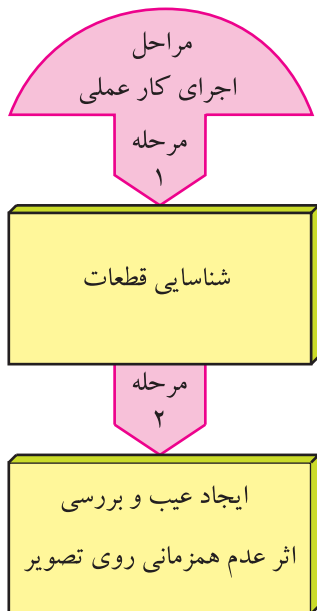 مراحل
اجرای کار عملی
مرحله
۱
شناسایی قطعات
مرحله
۲
ایجاد عیب و بررسی
اثر عدم همزمانی روی تصویر